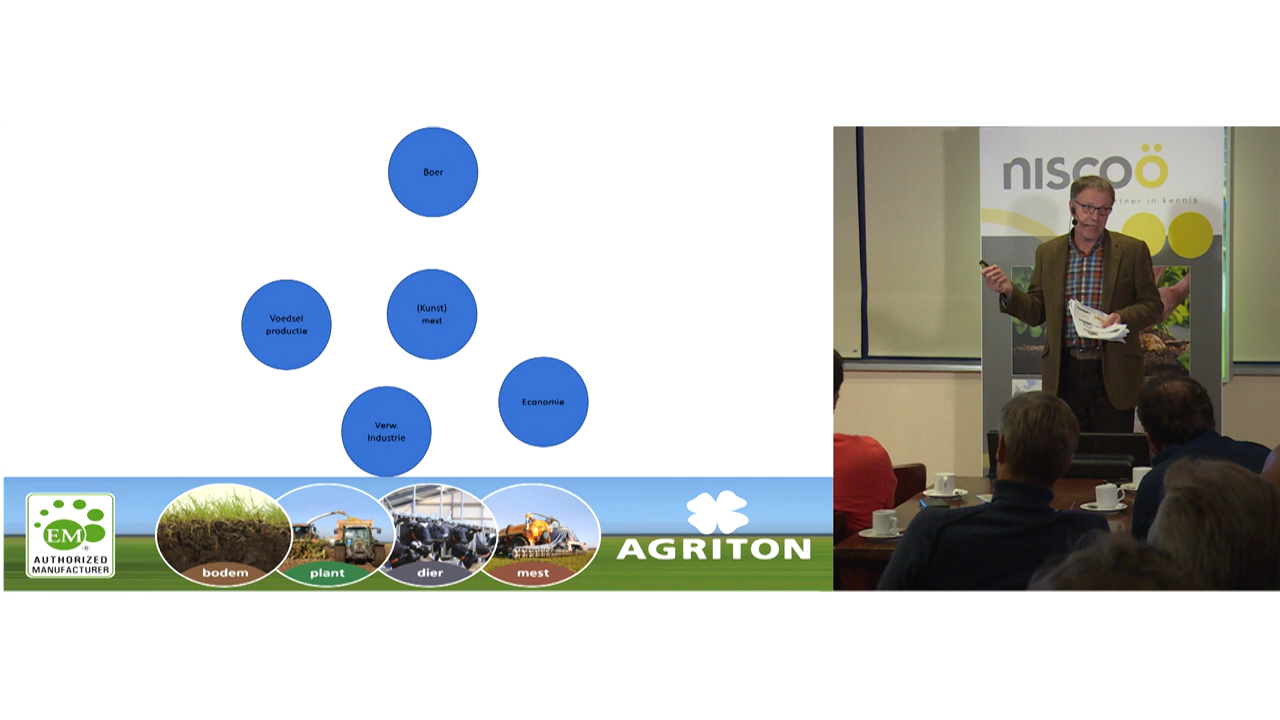 Boer
Voedsel
productie
(Kunst)
mest
Economie
Verw.
Industrie
EM®
AUTHORIZED
MANUFACTURER
bodem
plant
dier
mest
AGRITON
niscoö
tner in kennis